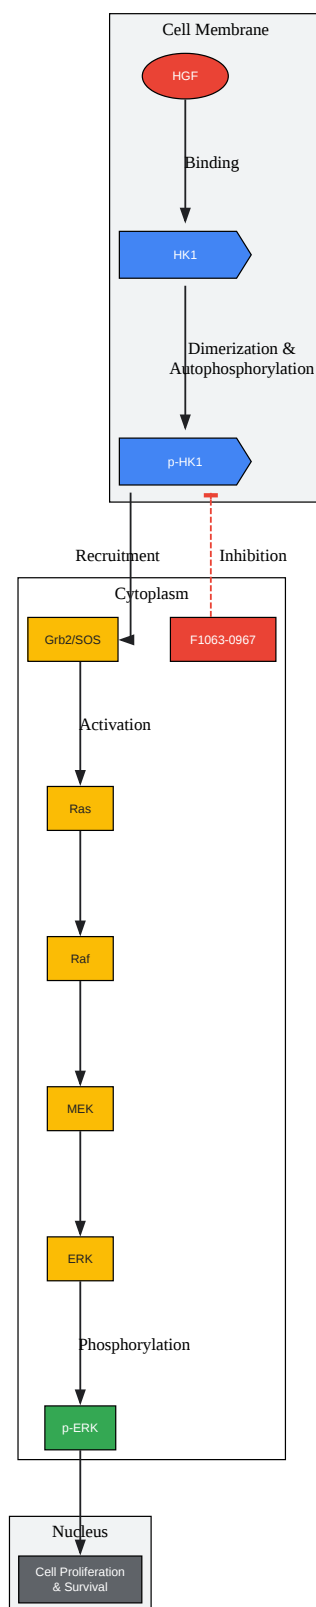 Cell Membrane
HGF
Binding
HK1
Dimerization &
Autophosphorylation
p-HK1
Recruitment
Inhibition
Cytoplasm
Grb2/SOS
F1063-0967
Activation
Ras
Raf
MEK
ERK
Phosphorylation
p-ERK
Nucleus
Cell Proliferation
& Survival